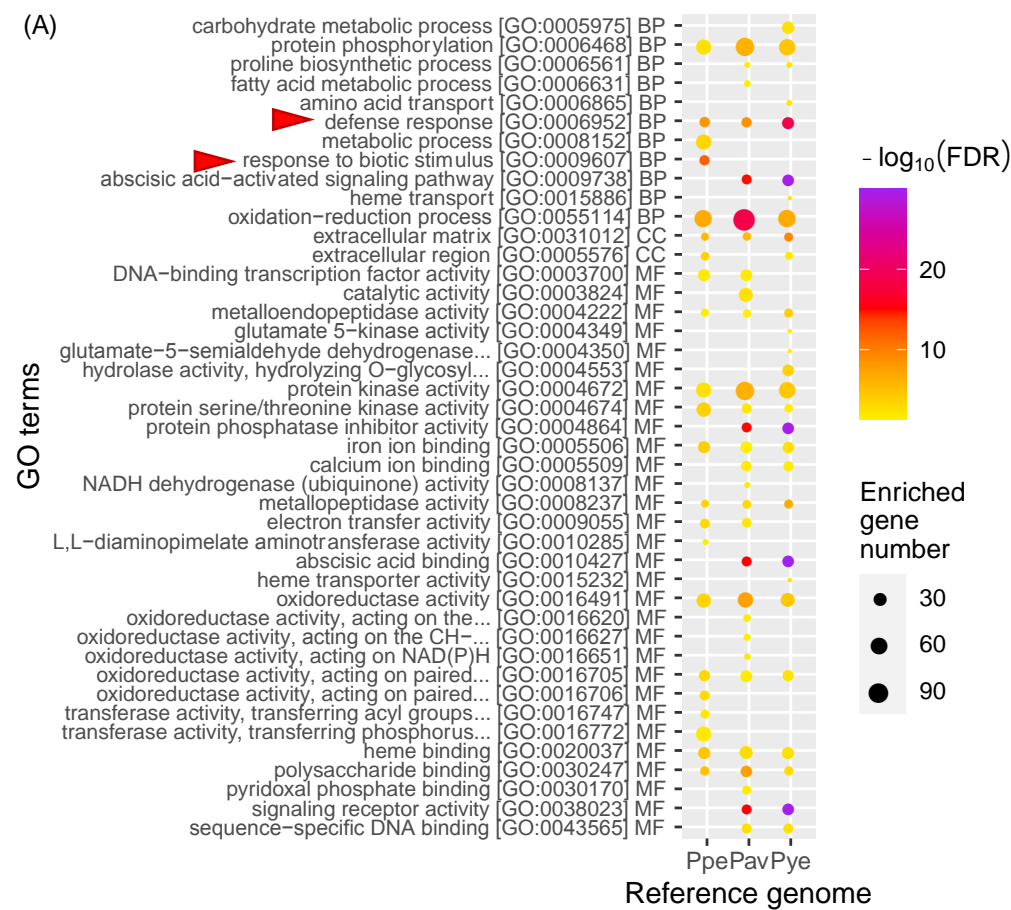 (A)
carbohydrate metabolic process [GO:0005975] BP
protein phosphorylation [GO:0006468] BP
proline biosynthetic process [GO:0006561] BP
fatty acid metabolic process [GO:0006631] BP
amino acid transport [GO:0006865] BP
defense response [GO:0006952] BP
metabolic process [GO:0008152] BP
response to biotic stimulus [GO:0009607] BP
abscisic acid−activated signaling pathway [GO:0009738] BP
heme transport [GO:0015886] BP
oxidation−reduction process [GO:0055114] BP
extracellular matrix [GO:0031012] CC
extracellular region [GO:0005576] CC
DNA−binding transcription factor activity [GO:0003700] MF
catalytic activity [GO:0003824] MF
metalloendopeptidase activity [GO:0004222] MF
glutamate 5−kinase activity [GO:0004349] MF
glutamate−5−semialdehyde dehydrogenase... [GO:0004350] MF
hydrolase activity, hydrolyzing O−glycosyl... [GO:0004553] MF
protein kinase activity [GO:0004672] MF
protein serine/threonine kinase activity [GO:0004674] MF
protein phosphatase inhibitor activity [GO:0004864] MF
iron ion binding [GO:0005506] MF
calcium ion binding [GO:0005509] MF
NADH dehydrogenase (ubiquinone) activity [GO:0008137] MF
metallopeptidase activity [GO:0008237] MF
electron transfer activity [GO:0009055] MF
L,L−diaminopimelate aminotransferase activity [GO:0010285] MF
abscisic acid binding [GO:0010427] MF
heme transporter activity [GO:0015232] MF
oxidoreductase activity [GO:0016491] MF
oxidoreductase activity, acting on the... [GO:0016620] MF
oxidoreductase activity, acting on the CH−... [GO:0016627] MF
oxidoreductase activity, acting on NAD(P)H [GO:0016651] MF
oxidoreductase activity, acting on paired... [GO:0016705] MF
oxidoreductase activity, acting on paired... [GO:0016706] MF
transferase activity, transferring acyl groups... [GO:0016747] MF
transferase activity, transferring phosphorus... [GO:0016772] MF
heme binding [GO:0020037] MF
polysaccharide binding [GO:0030247] MF
pyridoxal phosphate binding [GO:0030170] MF
signaling receptor activity [GO:0038023] MF
sequence−specific DNA binding [GO:0043565] MF
GO terms
Ppe Pav Pye
Reference genome
− log₁₀(FDR)
20
10
Enriched
gene
number
30
60
90